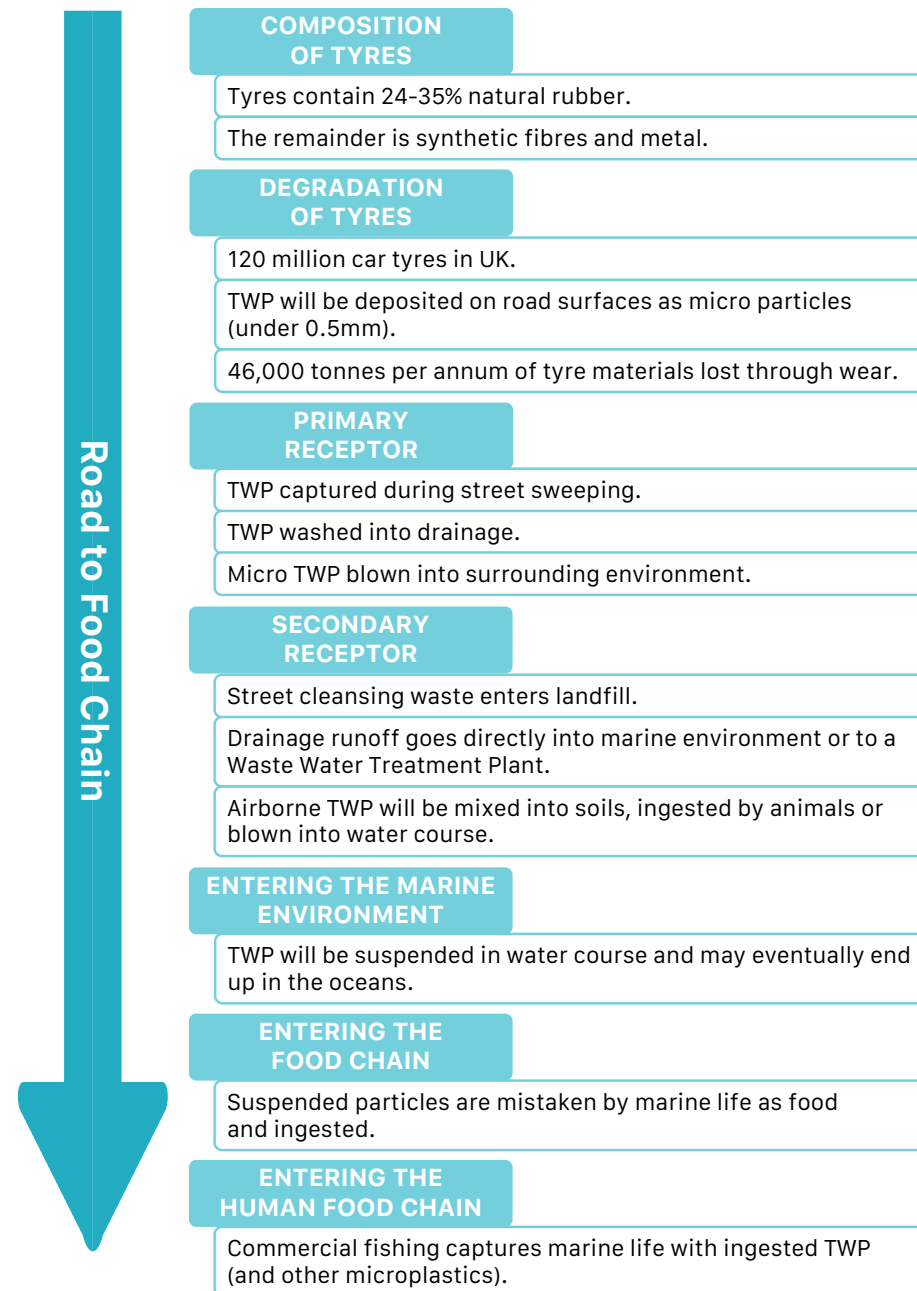 Road to Food Chain
COMPOSITION
OF TYRES
Tyres contain 24-35% natural rubber.
The remainder is synthetic fibres and metal.
DEGRADATION
OF TYRES
120 million car tyres in UK.
TWP will be deposited on road surfaces as micro particles
(under 0.5mm).
46,000 tonnes per annum of tyre materials lost through wear.
PRIMARY
RECEPTOR
TWP captured during street sweeping.
TWP washed into drainage.
Micro TWP blown into surrounding environment.
SECONDARY
RECEPTOR
Street cleansing waste enters landfill.
Drainage runoff goes directly into marine environment or to a
Waste Water Treatment Plant.
Airborne TWP will be mixed into soils, ingested by animals or
blown into water course.
ENTERING THE MARINE
ENVIRONMENT
TWP will be suspended in water course and may eventually end
up in the oceans.
ENTERING THE
FOOD CHAIN
Suspended particles are mistaken by marine life as food
and ingested.
ENTERING THE
HUMAN FOOD CHAIN
Commercial fishing captures marine life with ingested TWP
(and other microplastics).